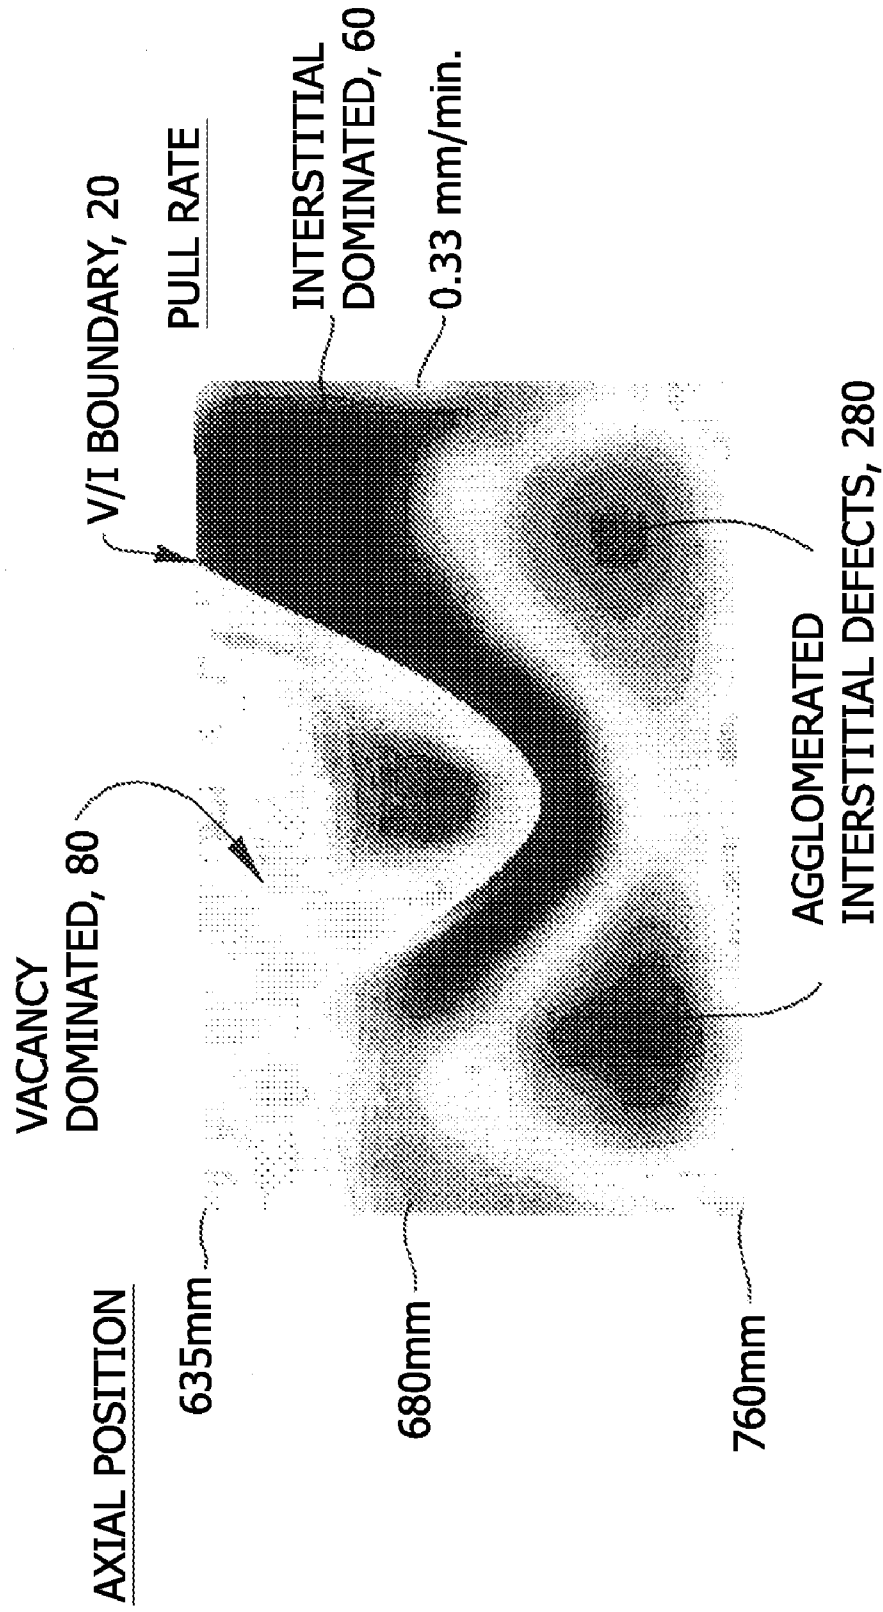 AXIAL POSITION
635mm
680mm
760mm
VACANCY
DOMINATED, 80
V/I BOUNDARY, 20
PULL RATE
INTERSTITIAL
DOMINATED, 60
0.33 mm/min.
AGGLOMERATED
INTERSTITIAL DEFECTS, 280